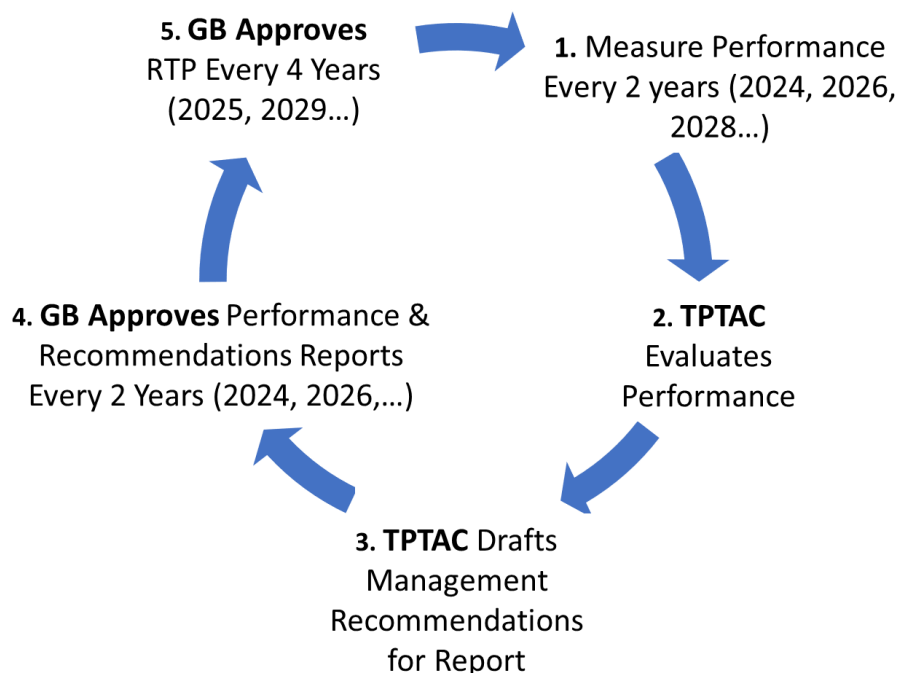 1. Measure Performance
Every 2 years (2024, 2026,
2028...)
2. TPTAC
Evaluates
Performance
3. TPTAC Drafts
Management
Recommendations
for Report
4. GB Approves Performance &
Recommendations Reports
Every 2 Years (2024, 2026,...)
5. GB Approves
RTP Every 4 Years
(2025, 2029...)